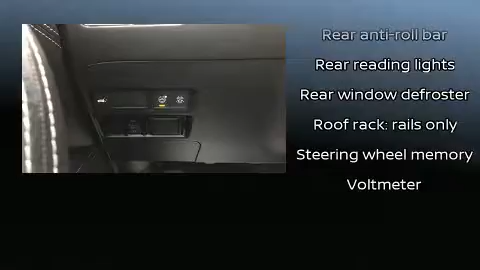 Rear anti-roll bar
Rear reading lights
Rear window defroster
Roof rack: rails only
Steering wheel memory
Voltmeter